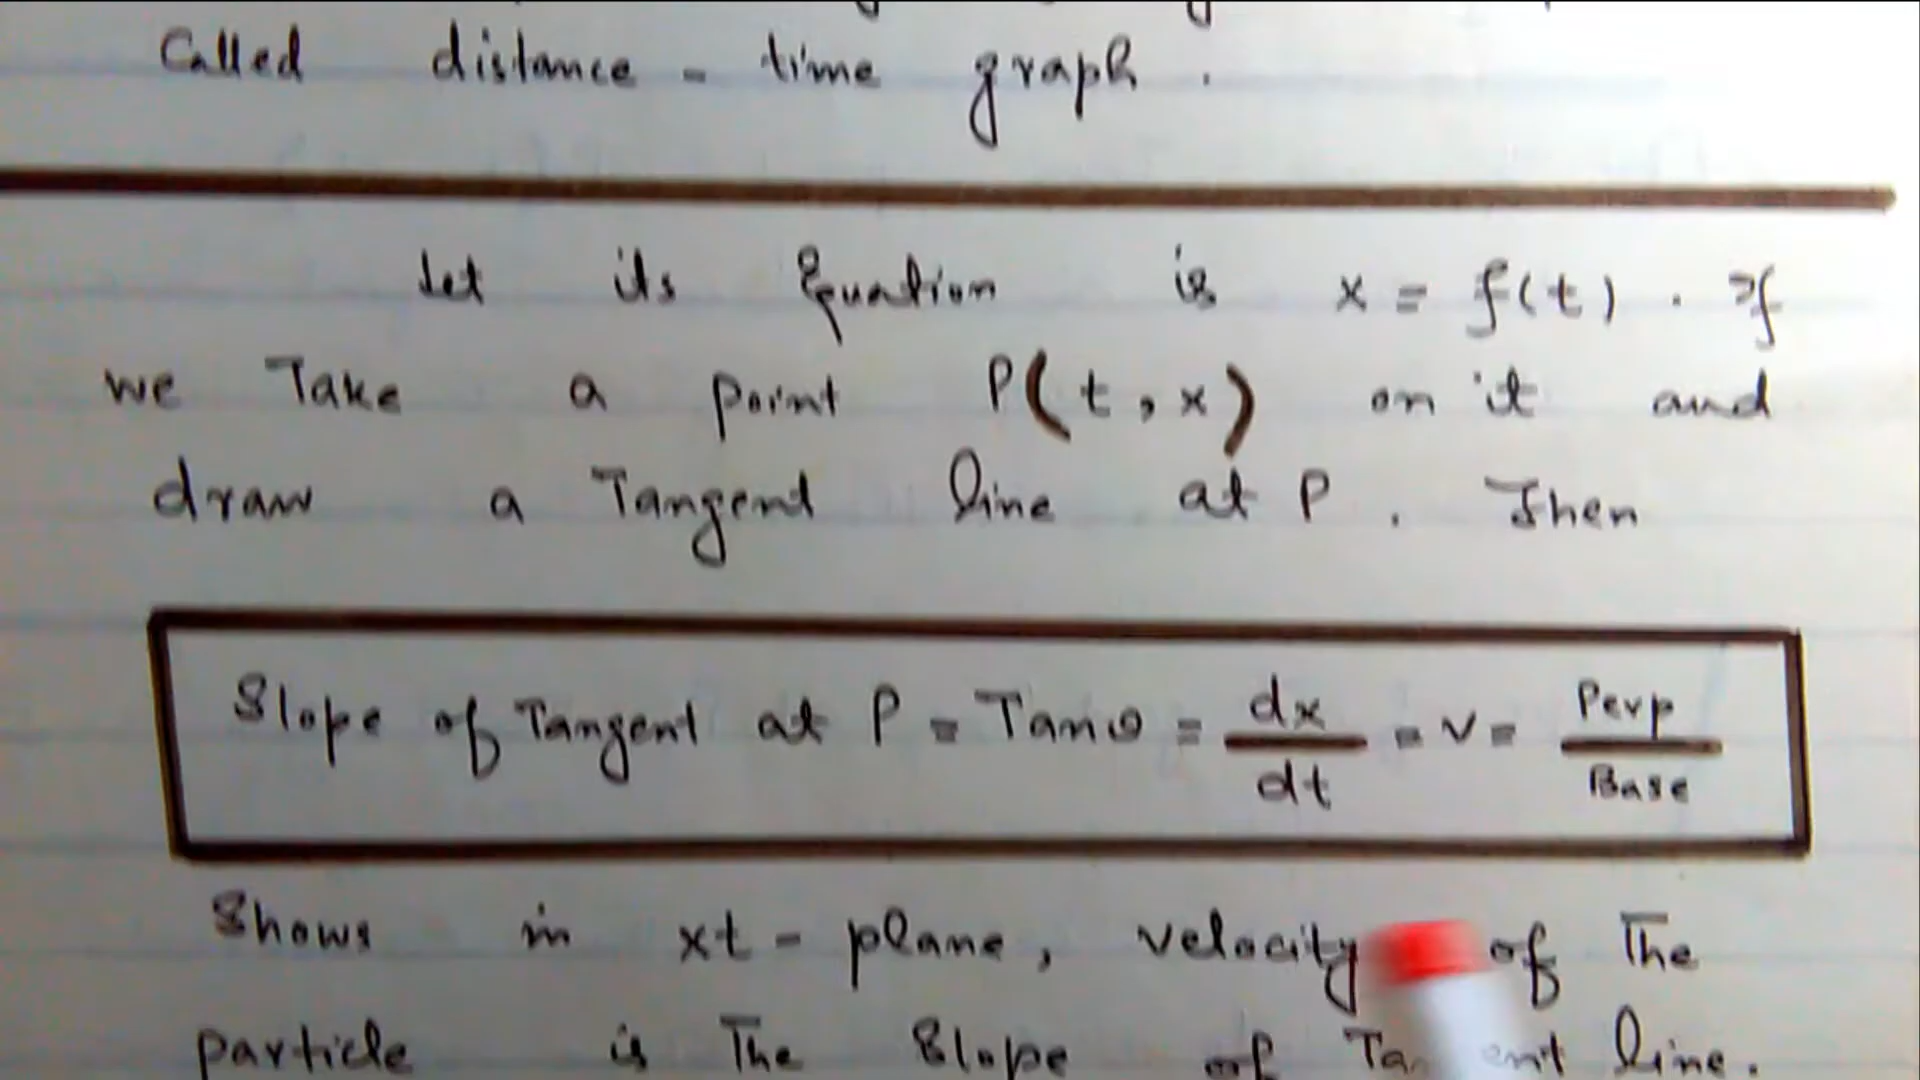 Called distance - time graph.
Let its Equation is x = f(t). If
we Take a point P(t, x) on it and
draw a Tangent line at P. Then
Slope of Tangent at P = Tanθ = dx/dt = v = Perp/Base
Shows in xt - plane, velocity of The
particle is The Slope of Tangent line.